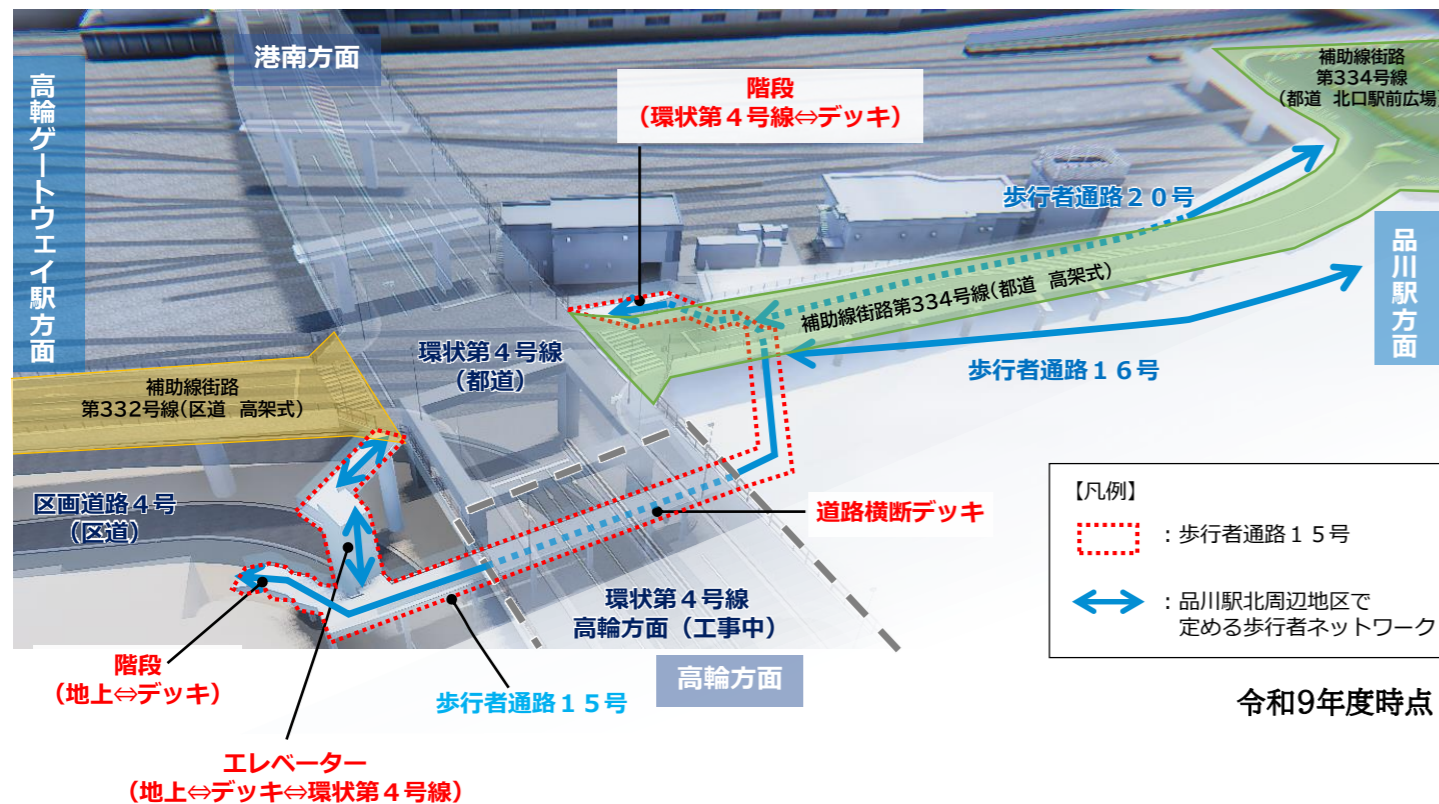 港南方面
高輪ゲートウェイ駅方面
階段
(環状第4号線⇔デッキ)
補助線街路
第334号線
(都道 北口駅前広場)
歩行者通路20号
品川駅方面
補助線街路第334号線(都道 高架式)
環状第4号線
(都道)
歩行者通路16号
補助線街路
第332号線(区道 高架式)
区画道路4号
(区道)
道路横断デッキ
【凡例】
:歩行者通路15号
:品川駅北周辺地区で
定める歩行者ネットワーク
環状第4号線
高輪方面(工事中)
階段
(地上⇔デッキ)
高輪方面
歩行者通路15号
令和9年度時点
エレベーター
(地上⇔デッキ⇔環状第4号線)